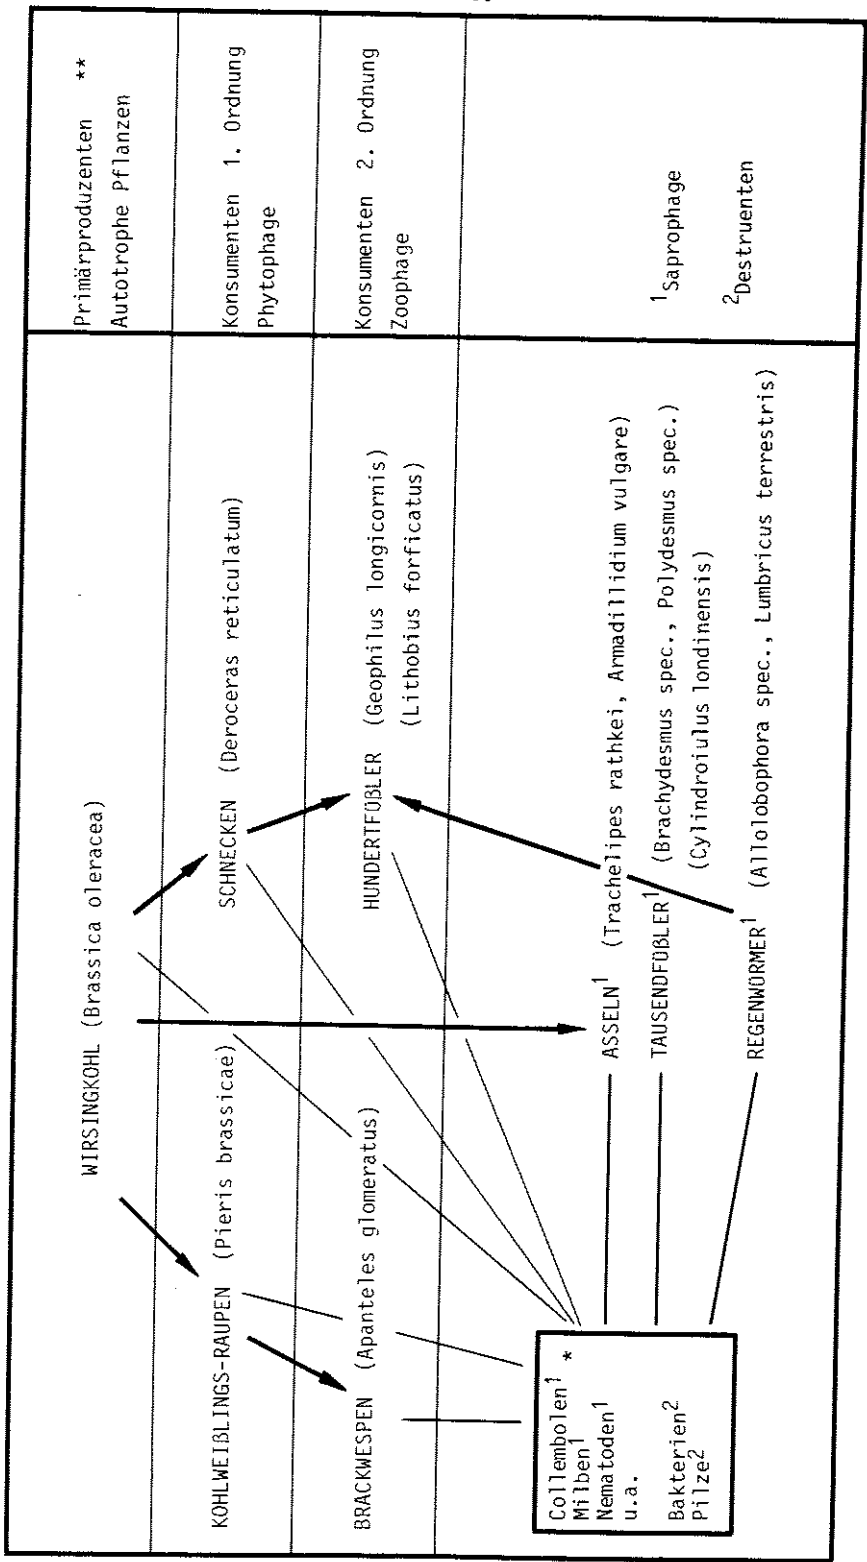 WIRSINGKOHL (Brassica oleracea)
Primärproduzenten **
Autotrophe Pflanzen
KOHLWEIßLINGS-RAUPEN (Pieris brassicae)
SCHNECKEN (Deroceras reticulatum)
Konsumenten 1. Ordnung
Phytophage
BRACKWESPEN (Apanteles glomeratus)
HUNDERTFÜßLER (Geophilus longicornis)
(Lithobius forficatus)
Konsumenten 2. Ordnung
Zoophage
Collembolen¹ *
Milben¹
Nematoden¹
u.a.
Bakterien²
Pilze²
ASSELN¹ (Trachelipes rathkei, Armadillidium vulgare)
TAUSENDFÜßLER¹ (Brachydesmus spec., Polydesmus spec.)
(Cylindroiulus londinensis)
REGENWÜRMER¹ (Allolobophora spec., Lumbricus terrestris)
¹Saprophage
²Destruenten